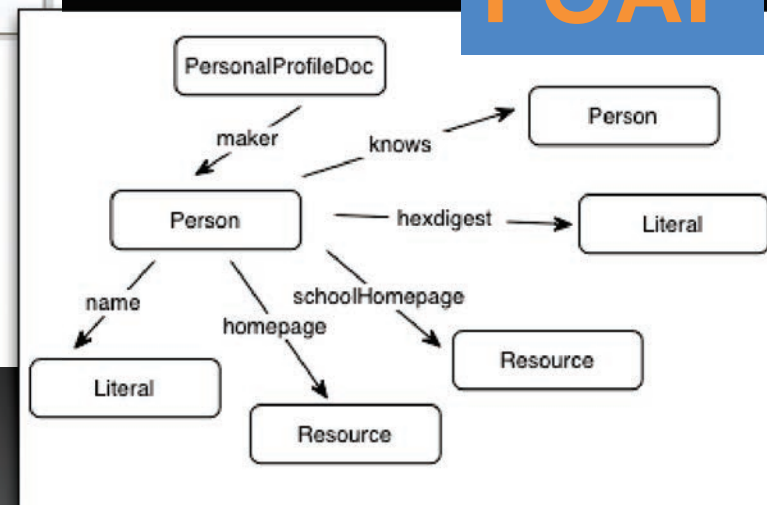 PersonalProfileDoc
maker
knows
Person
Person
hexdigest
Literal
name
schoolHomepage
homepage
Literal
Resource
Resource